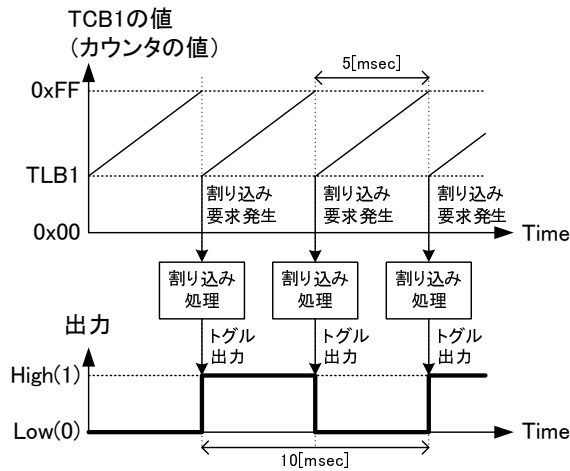 TCB1の値
(カウンタの値)
5[msec]
0xFF
TLB1
割り込み
要求発生
割り込み
要求発生
割り込み
要求発生
0x00
Time
割り込み
処理
割り込み
処理
割り込み
処理
出力
トグル
出力
トグル
出力
トグル
出力
High(1)
Low(0)
Time
10[msec]